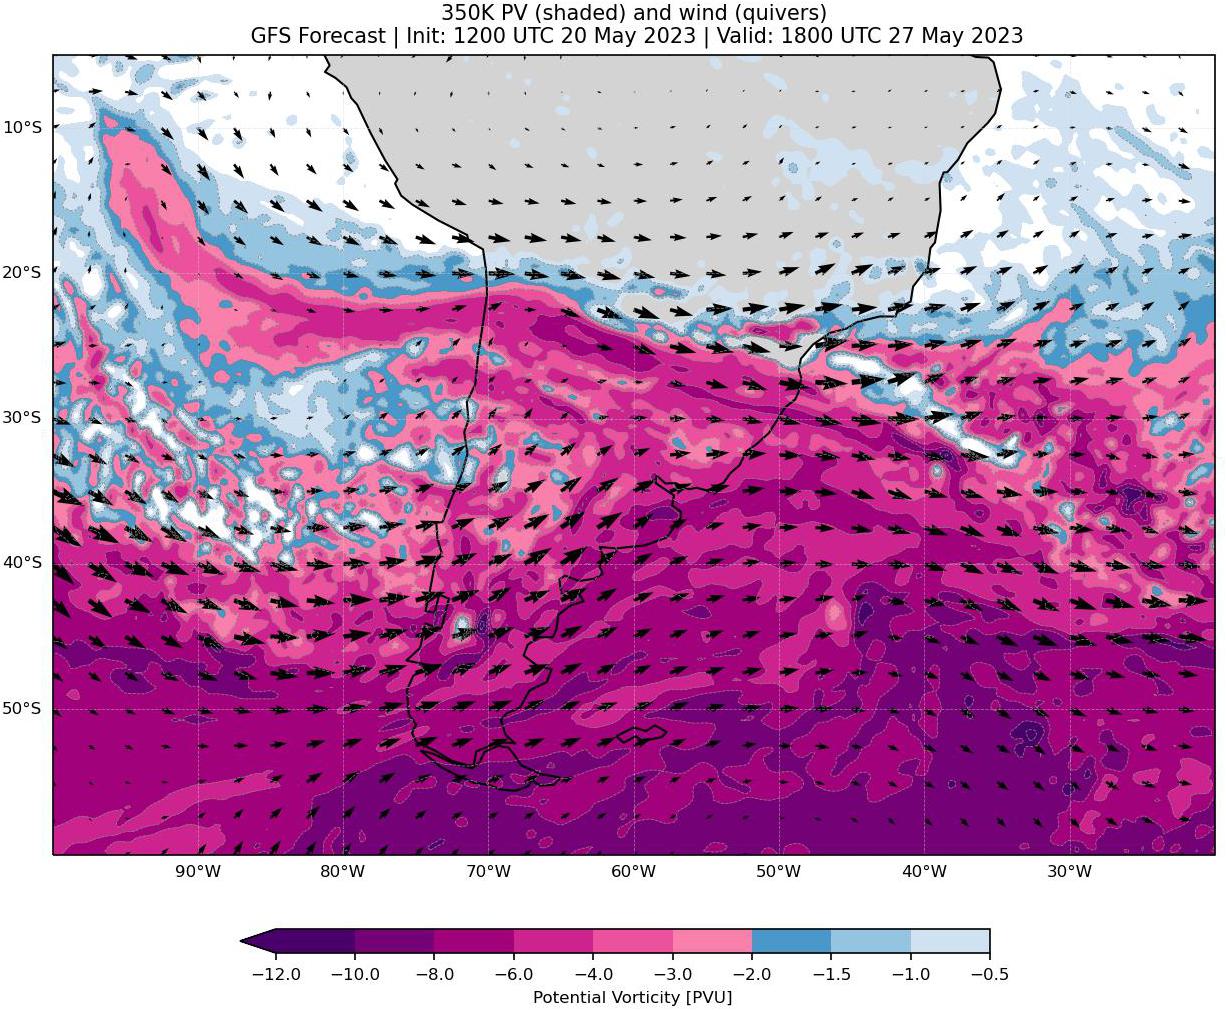 350K PV (shaded) and wind (quivers)
GFS Forecast | Init: 1200 UTC 20 May 2023 | Valid: 1800 UTC 27 May 2023
10°S
20°S
30°S
40°S
50°S
90°W 80°W 70°W 60°W 50°W 40°W 30°W
−12.0 −10.0 −8.0 −6.0 −4.0 −3.0 −2.0 −1.5 −1.0 −0.5
Potential Vorticity [PVU]